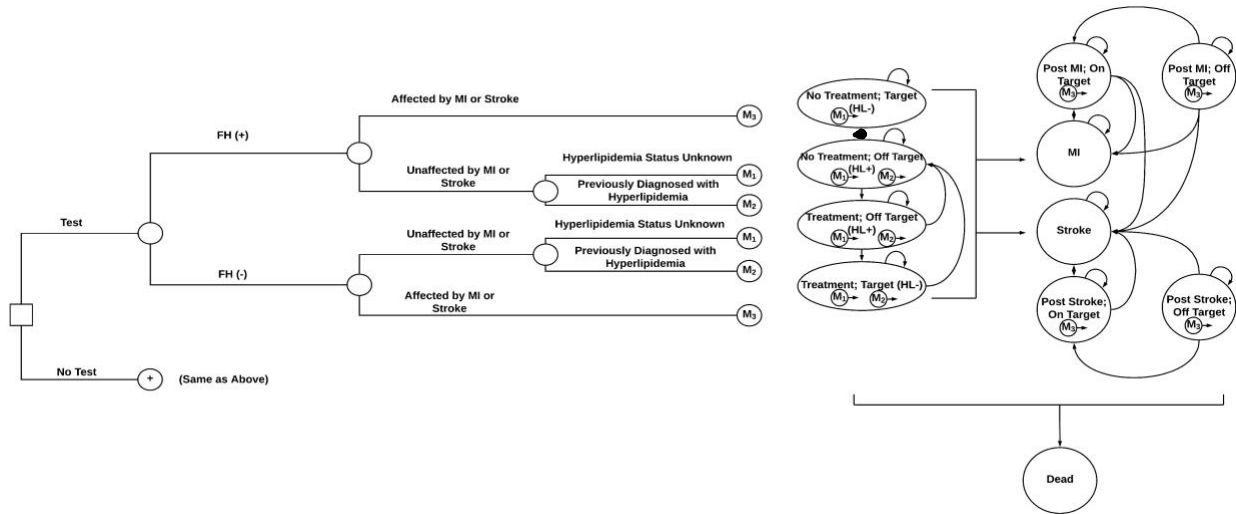 Affected by MI or Stroke
M₃
FH (+)
Unaffected by MI or
Stroke
Hyperlipidemia Status Unknown
M₁
Previously Diagnosed with
Hyperlipidemia
M₂
Test
Hyperlipidemia Status Unknown
M₁
Unaffected by MI or
Stroke
Previously Diagnosed with
Hyperlipidemia
M₂
FH (-)
Affected by MI or
Stroke
M₃
No Test
+
(Same as Above)
No Treatment; Target
(HL-)
M₁
No Treatment; Off Target
(HL+)
M₁ M₂
Treatment; Off Target
(HL+)
M₁ M₂
Treatment; Target (HL-)
M₁ M₂
Post MI; On
Target
M₃
Post MI; Off
Target
M₃
MI
Stroke
Post Stroke;
On Target
M₃
Post Stroke;
Off Target
M₃
Dead